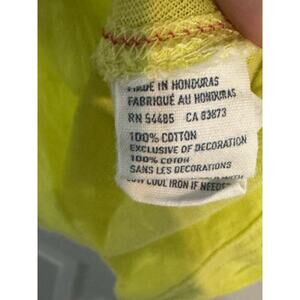 MADE IN HONDURAS
FABRIQUÉ AU HONDURAS
RN 54485 CA 83873
100% COTTON
EXCLUSIVE OF DECORATION
100% COTON
SANS LES DECORATIONS
LOW COOL IRON IF NEEDED